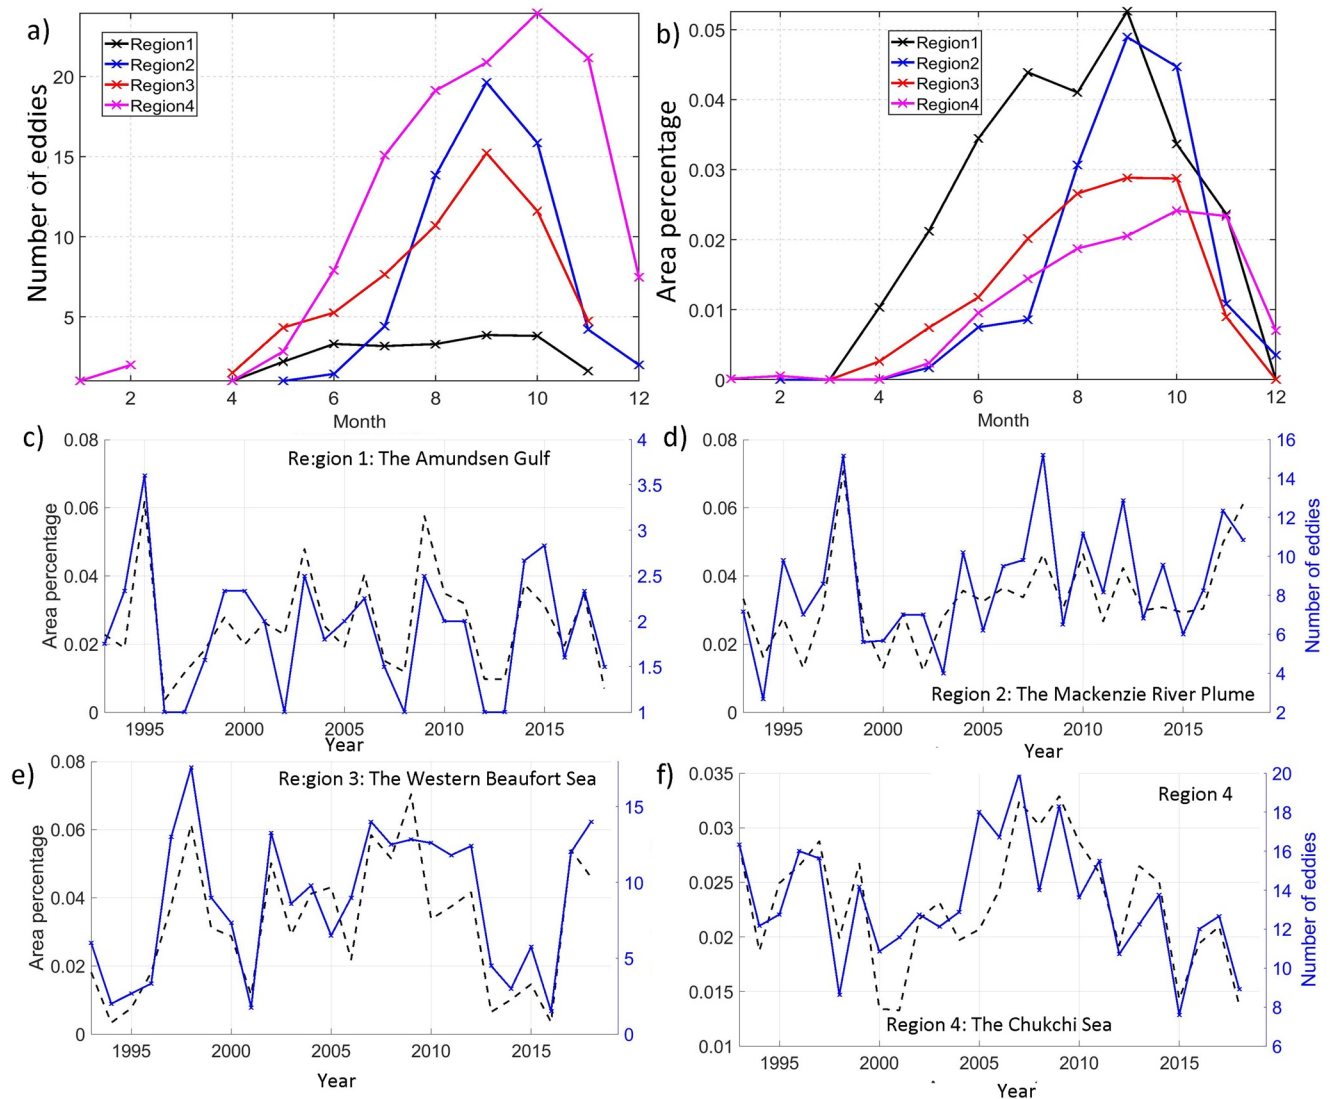 a)
Number of eddies
20
15
10
5
Region1
Region2
Region3
Region4
2 4 6 8 10 12
Month
b)
Area percentage
0.05
0.04
0.03
0.02
0.01
0
Region1
Region2
Region3
Region4
2 4 6 8 10 12
Month
c)
Re:gion 1: The Amundsen Gulf
Area percentage
0.08
0.06
0.04
0.02
0
4
3.5
3
2.5
2
1.5
1
1995 2000 2005 2010 2015
Year
d)
Region 2: The Mackenzie River Plume
0.08
0.06
0.04
0.02
0
16
14
12
10
8
6
4
2
Number of eddies
1995 2000 2005 2010 2015
Year
e)
Re:gion 3: The Western Beaufort Sea
Area percentage
0.08
0.06
0.04
0.02
0
15
10
5
0
1995 2000 2005 2010 2015
Year
f)
Region 4
0.035
0.03
0.025
0.02
0.015
0.01
20
18
16
14
12
10
8
6
Number of eddies
Region 4: The Chukchi Sea
1995 2000 2005 2010 2015
Year